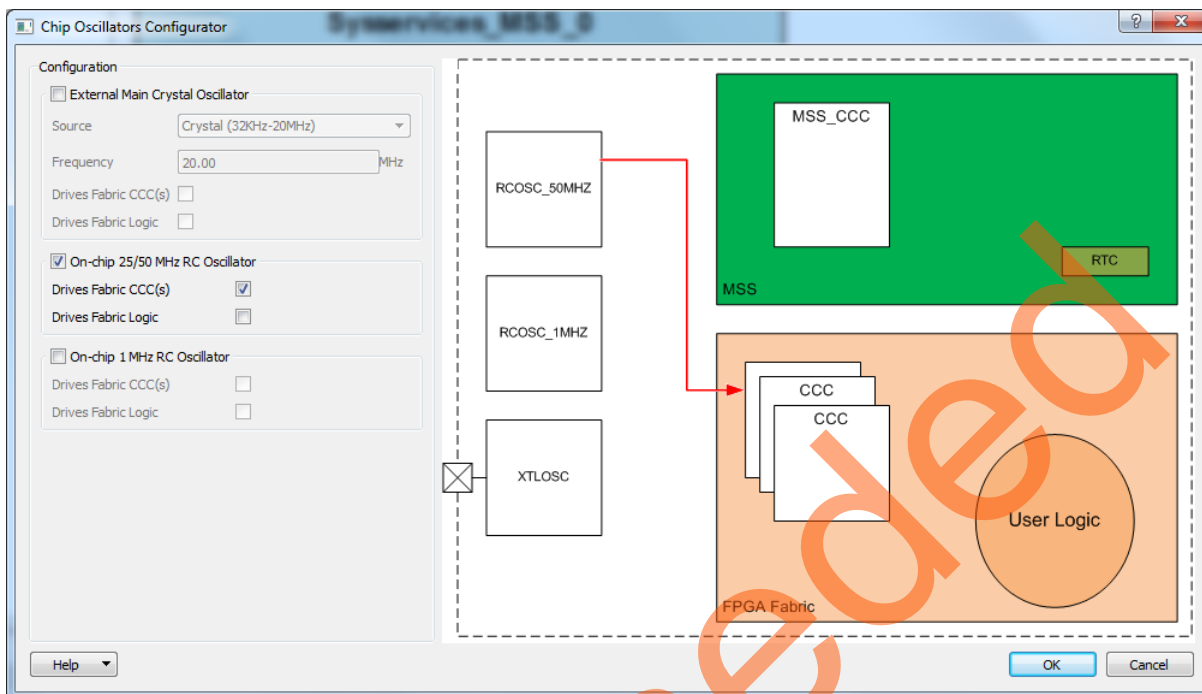 Sysservices_MSS_0
Chip Oscillators Configurator
Configuration
External Main Crystal Oscillator
Source
Crystal (32KHz-20MHz)
Frequency
20.00
MHz
Drives Fabric CCC(s)
Drives Fabric Logic
On-chip 25/50 MHz RC Oscillator
Drives Fabric CCC(s)
Drives Fabric Logic
On-chip 1 MHz RC Oscillator
Drives Fabric CCC(s)
Drives Fabric Logic
RCOSC_50MHZ
RCOSC_1MHZ
XTLOSC
MSS_CCC
RTC
MSS
CCC
CCC
User Logic
FPGA Fabric
eded
Help
OK
Cancel